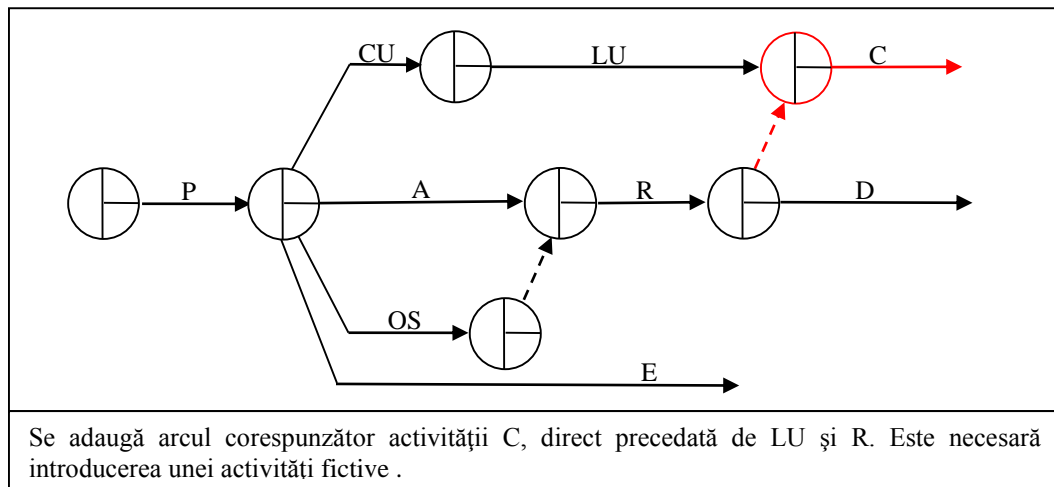 CU
LU
C
P
A
R
D
OS
E
Se adaugă arcul corespunzător activităţii C, direct precedată de LU şi R. Este necesară
introducerea unei activităţi fictive .